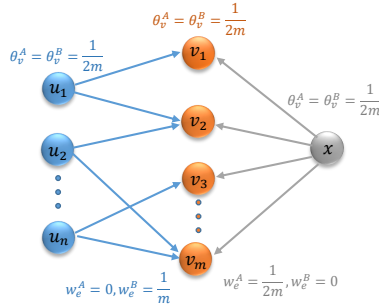 θ_v^A = θ_v^B = 1/2m
θ_v^A = θ_v^B = 1/2m
v_1
u_1
θ_v^A = θ_v^B = 1/2m
v_2
u_2
x
v_3
u_n
v_m
w_e^A = 0, w_e^B = 1/m
w_e^A = 1/2m, w_e^B = 0